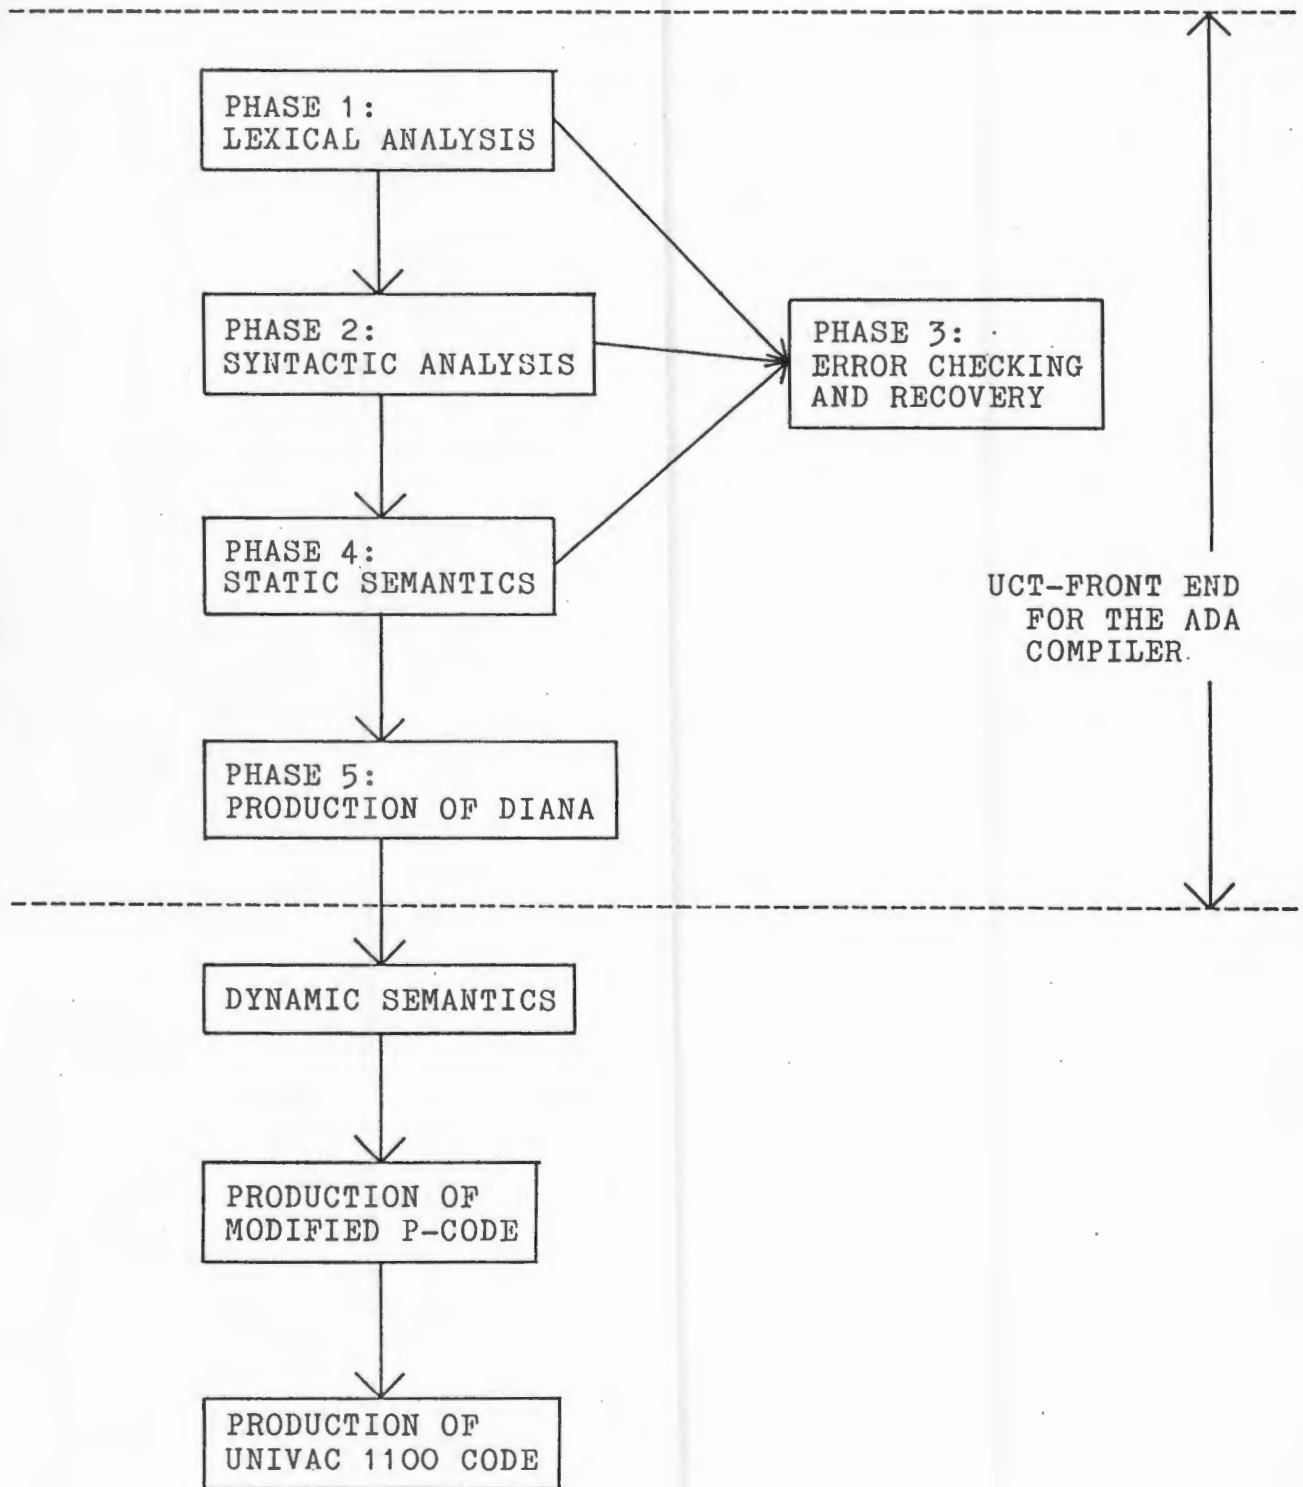 PHASE 1:
LEXICAL ANALYSIS
PHASE 2:
SYNTACTIC ANALYSIS
PHASE 3:
ERROR CHECKING
AND RECOVERY
PHASE 4:
STATIC SEMANTICS
UCT-FRONT END
FOR THE ADA
COMPILER
PHASE 5:
PRODUCTION OF DIANA
DYNAMIC SEMANTICS
PRODUCTION OF
MODIFIED P-CODE
PRODUCTION OF
UNIVAC 1100 CODE